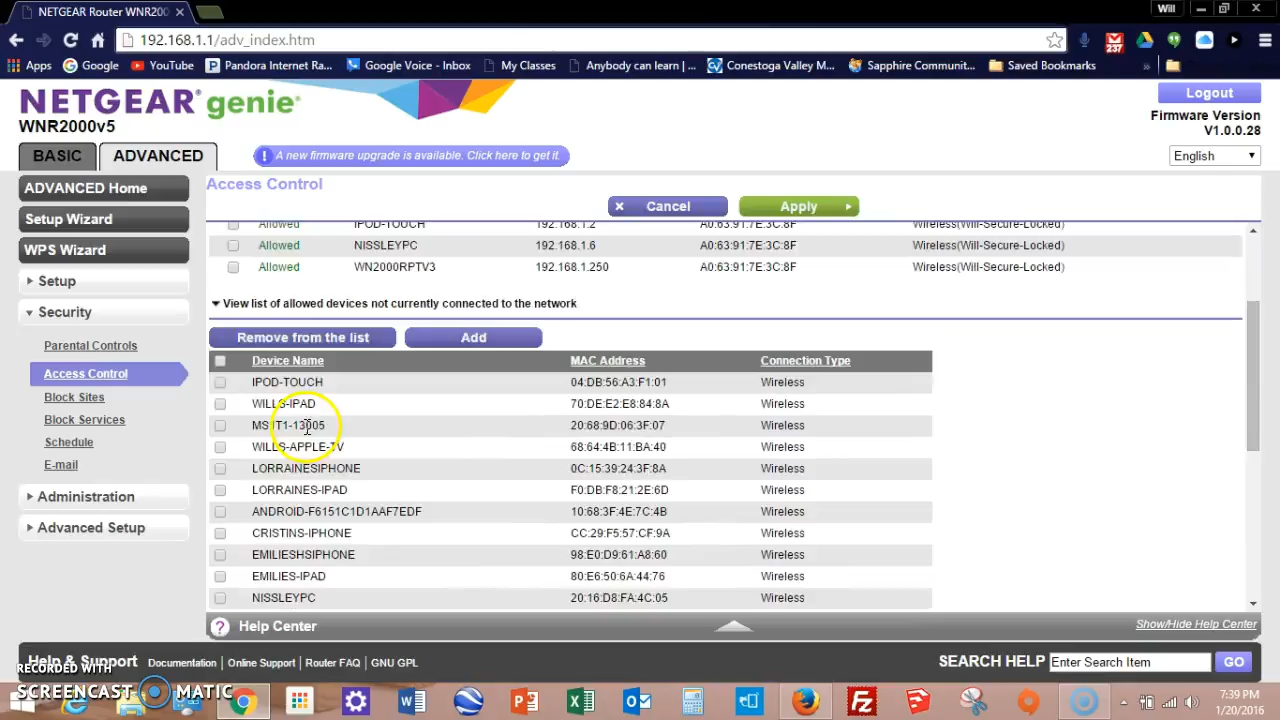 NETGEAR Router WNR200
Will
192.168.1.1/adv_index.htm
237
Apps Google YouTube Pandora Internet Ra... Google Voice - Inbox My Classes Anybody can learn | ... Conestoga Valley M... Sapphire Communit... Saved Bookmarks »
NETGEAR® genie®
WNR2000v5
Logout
Firmware Version
V1.0.0.28
BASIC ADVANCED
! A new firmware upgrade is available. Click here to get it.
English
ADVANCED Home
Setup Wizard
WPS Wizard
Setup
Security
Parental Controls
Access Control
Block Sites
Block Services
Schedule
E-mail
Administration
Advanced Setup
Access Control
Cancel Apply
Allowed IPOD-TOUCH 192.168.1.2 A0:63:91:7E:3C:8F Wireless(Will-Secure-Locked)
Allowed NISSLEYPC 192.168.1.6 A0:63:91:7E:3C:8F Wireless(Will-Secure-Locked)
Allowed WN2000RPTV3 192.168.1.250 A0:63:91:7E:3C:8F Wireless(Will-Secure-Locked)
View list of allowed devices not currently connected to the network
Remove from the list Add
Device Name MAC Address Connection Type
IPOD-TOUCH 04:DB:56:A3:F1:01 Wireless
WILLS-IPAD 70:DE:E2:E8:84:8A Wireless
20:68:9D:06:3F:07 Wireless
WILLS-APPLE-TV 68:64:4B:11:BA:40 Wireless
LORRAINESIPHONE 0C:15:39:24:3F:8A Wireless
LORRAINES-IPAD F0:DB:F8:21:2E:6D Wireless
ANDROID-F6151C1D1AAF7EDF 10:68:3F:4E:7C:4B Wireless
CRISTINS-IPHONE CC:29:F5:57:CF:9A Wireless
EMILIESHSIPHONE 98:E0:D9:61:A8:60 Wireless
EMILIES-IPAD 80:E6:50:6A:44:76 Wireless
NISSLEYPC 20:16:D8:FA:4C:05 Wireless
? Help Center
Show/Hide Help Center
Help & Support Documentation | Online Support | Router FAQ | GNU GPL
SEARCH HELP Enter Search Item GO
RECORDED WITH
SCREENCAST MATIC
7:39 PM
1/20/2016